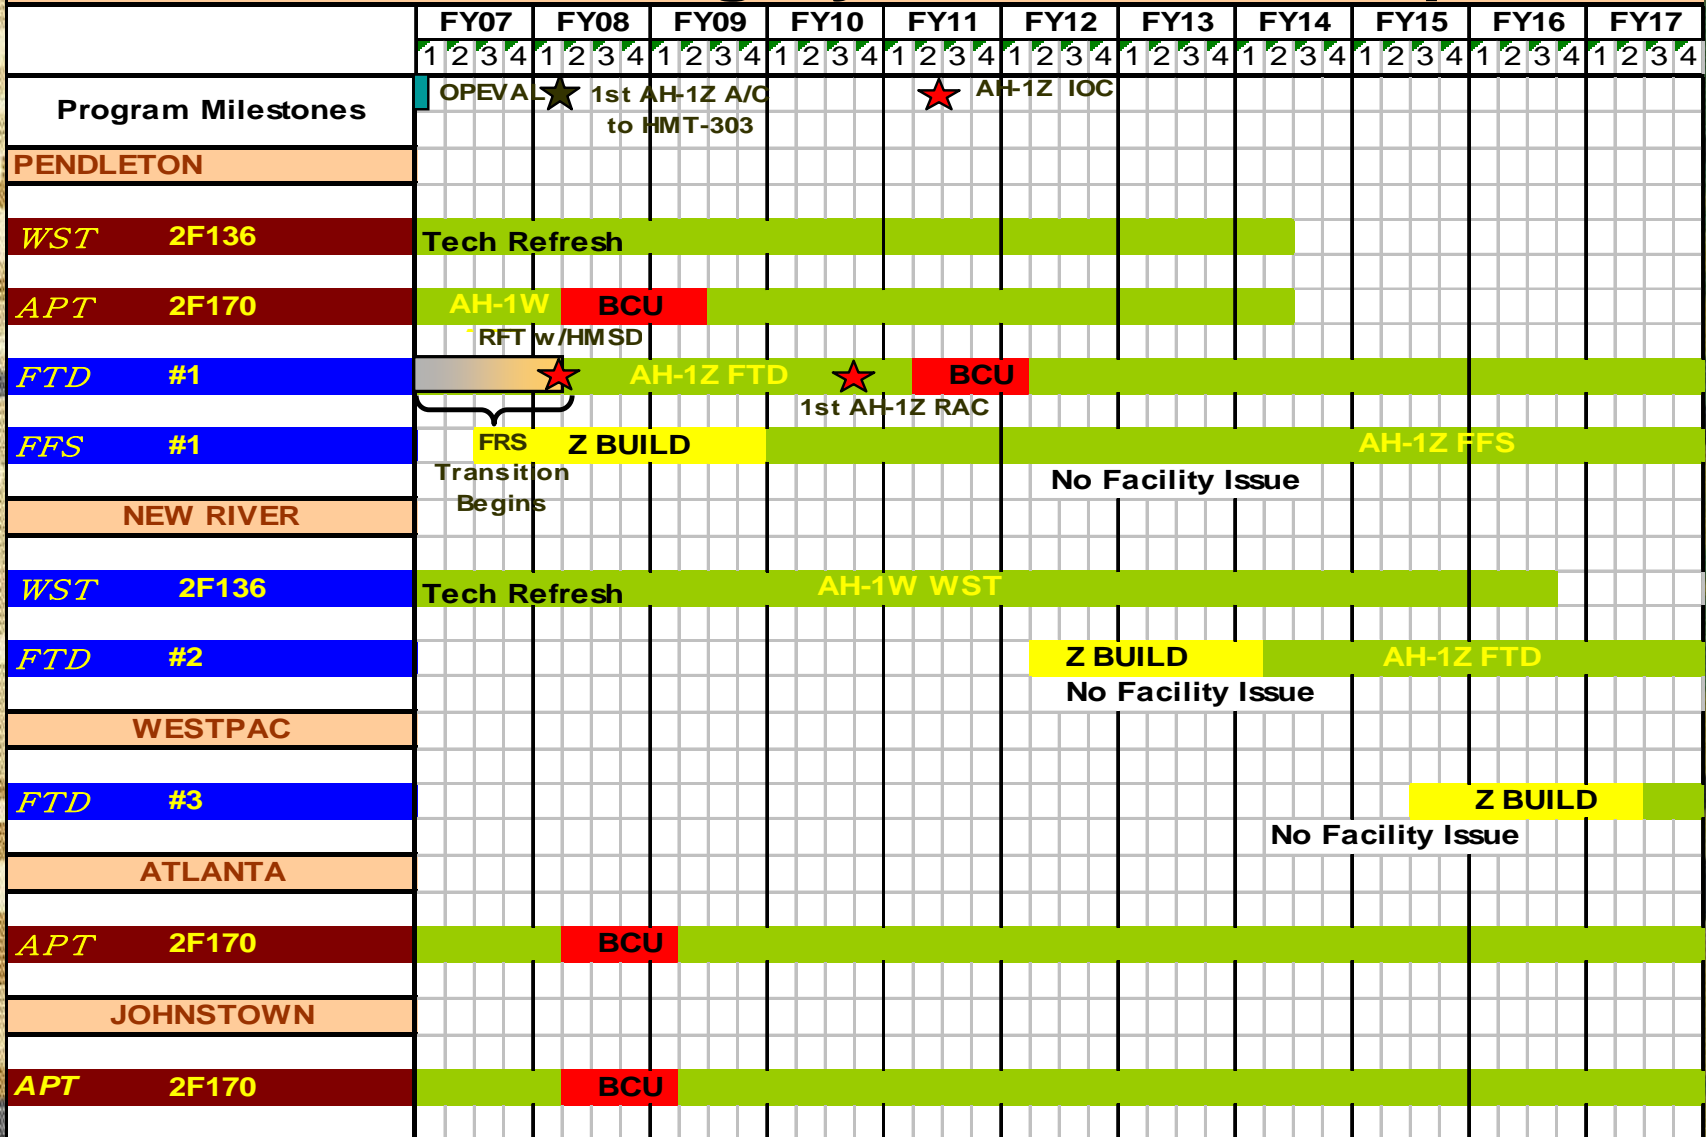 FY07 FY08 FY09 FY10 FY11 FY12 FY13 FY14 FY15 FY16 FY17
1 2 3 4 1 2 3 4 1 2 3 4 1 2 3 4 1 2 3 4 1 2 3 4 1 2 3 4 1 2 3 4 1 2 3 4 1 2 3 4 1 2 3 4
Program Milestones
OPEVAL
1st AH-1Z A/C
to HMT-303
AH-1Z IOC
PENDLETON
WST 2F136 Tech Refresh
APT 2F170 AH-1W BCU
RFT w/HMSD
FTD #1 AH-1Z FTD BCU
1st AH-1Z RAC
FFS #1 FRS Z BUILD AH-1Z FFS
Transition
Begins
No Facility Issue
NEW RIVER
WST 2F136 Tech Refresh AH-1W WST
FTD #2 Z BUILD AH-1Z FTD
No Facility Issue
WESTPAC
FTD #3 Z BUILD
No Facility Issue
ATLANTA
APT 2F170 BCU
JOHNSTOWN
APT 2F170 BCU